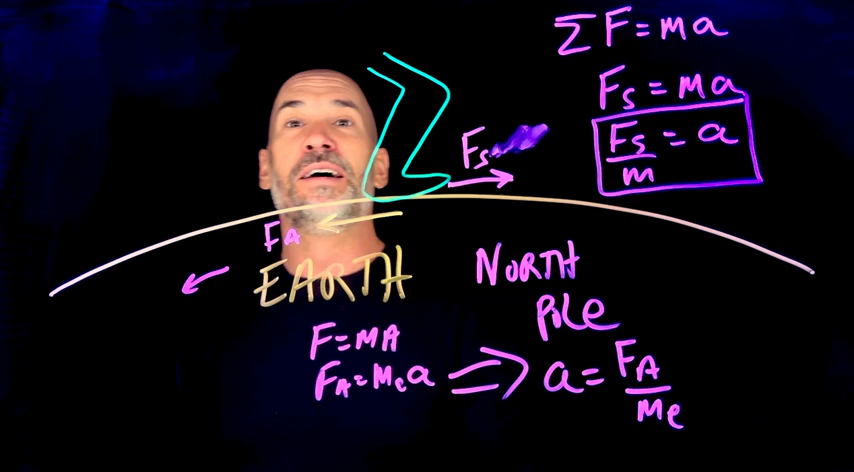 ΣF=ma
Fs=ma
Fs/m=a
Fs
FA
EARTH
NORTH
POLE
F=MA
FA=Mea ⇒ a=FA/Me